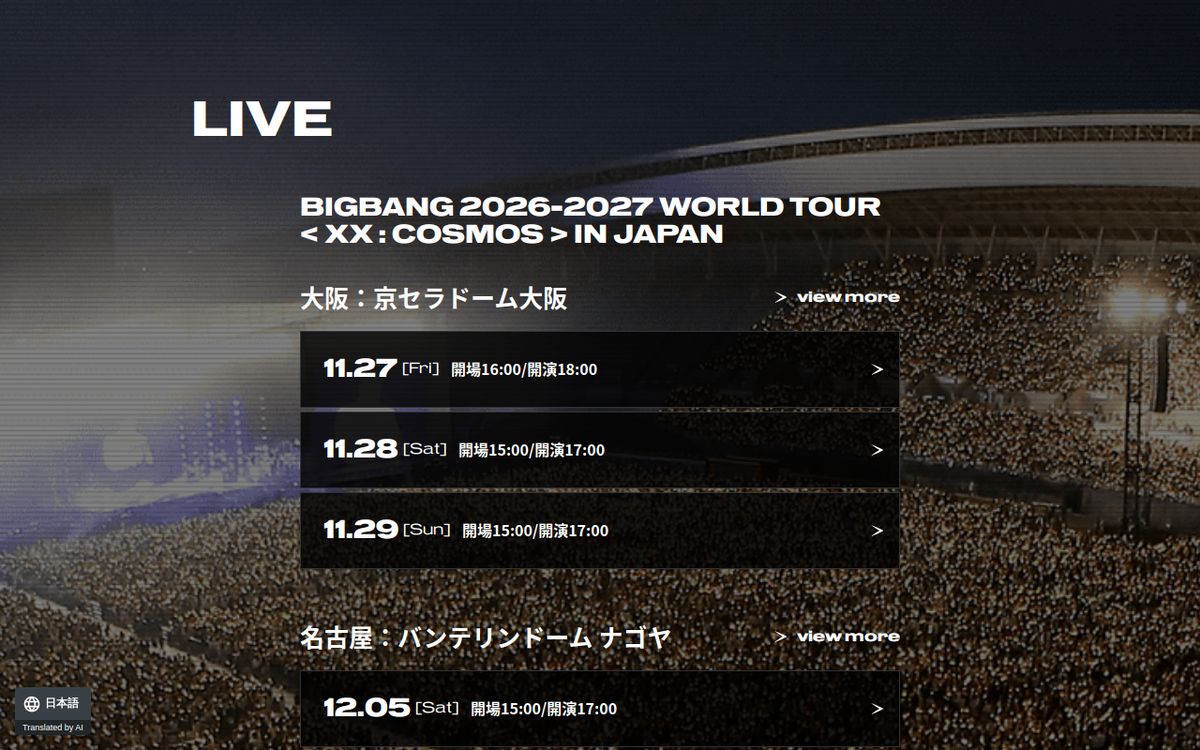 LIVE
BIGBANG 2026-2027 WORLD TOUR
< XX : COSMOS > IN JAPAN
大阪：京セラドーム大阪
> view more
11.27 [Fri] 開場16:00/開演18:00 >
11.28 [Sat] 開場15:00/開演17:00 >
11.29 [Sun] 開場15:00/開演17:00 >
名古屋：バンテリンドーム ナゴヤ
> view more
12.05 [Sat] 開場15:00/開演17:00 >
日本語
Translated by AI